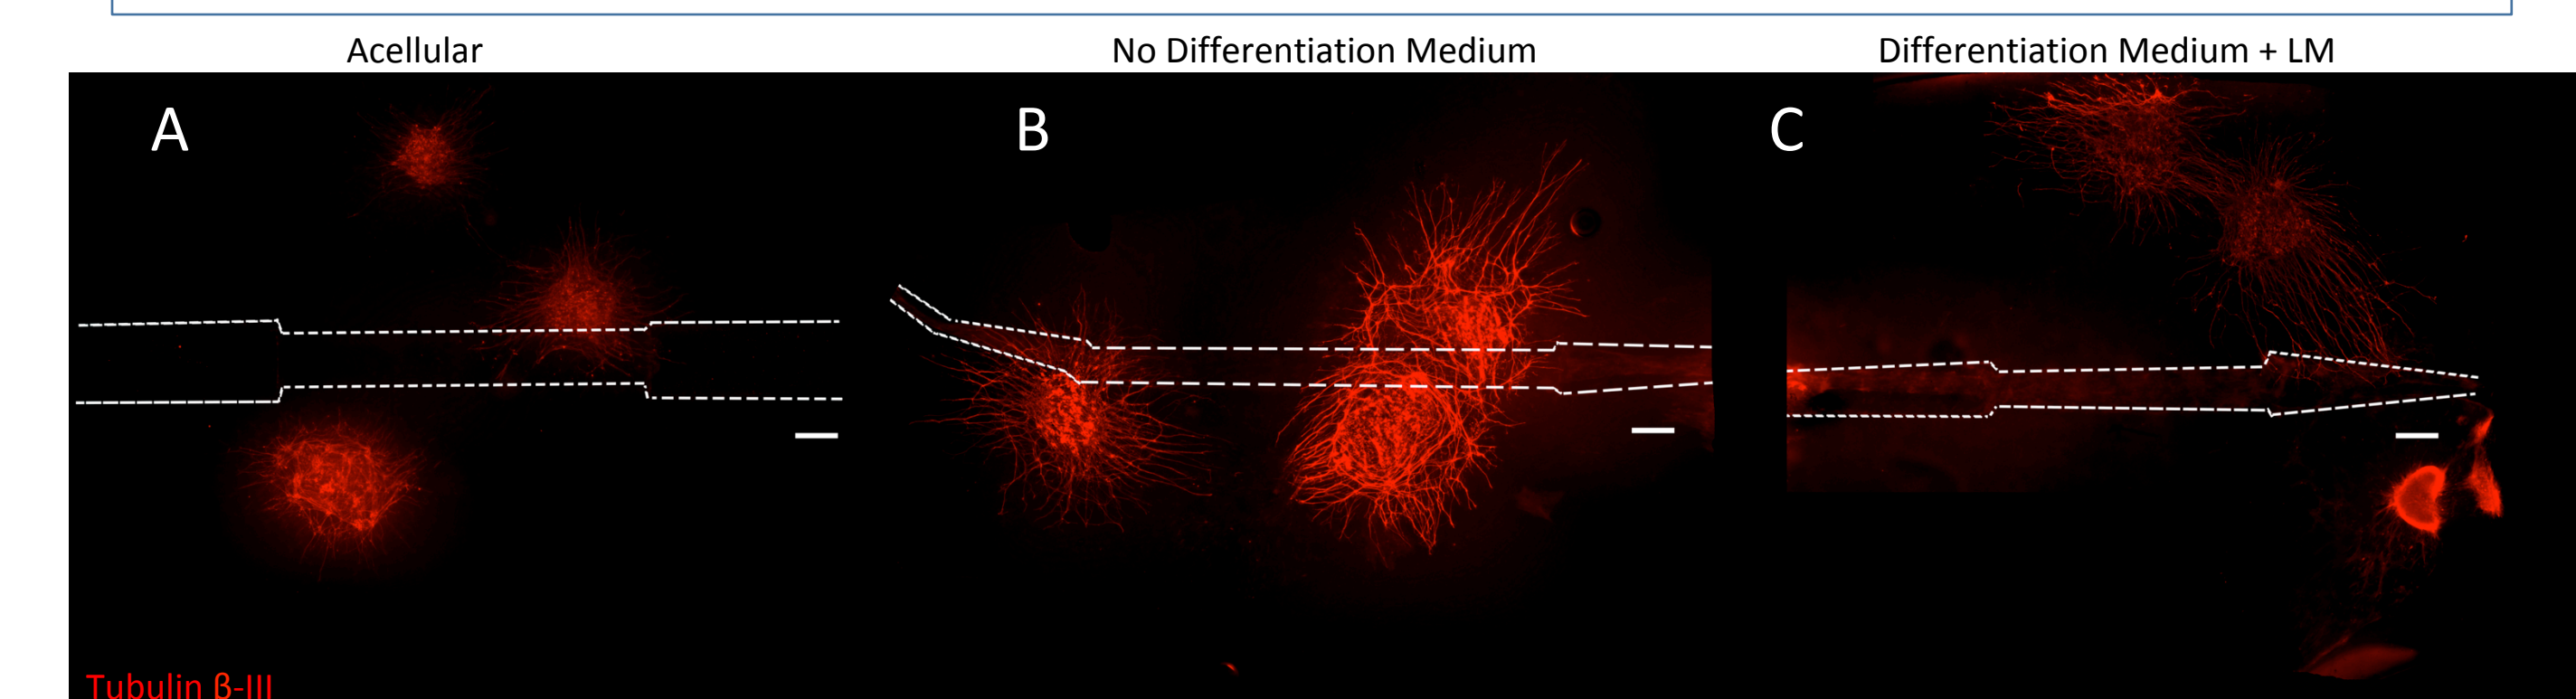 Acellular
No Differentiation Medium
Differentiation Medium + LM
A
B
C
Tubulin β-III